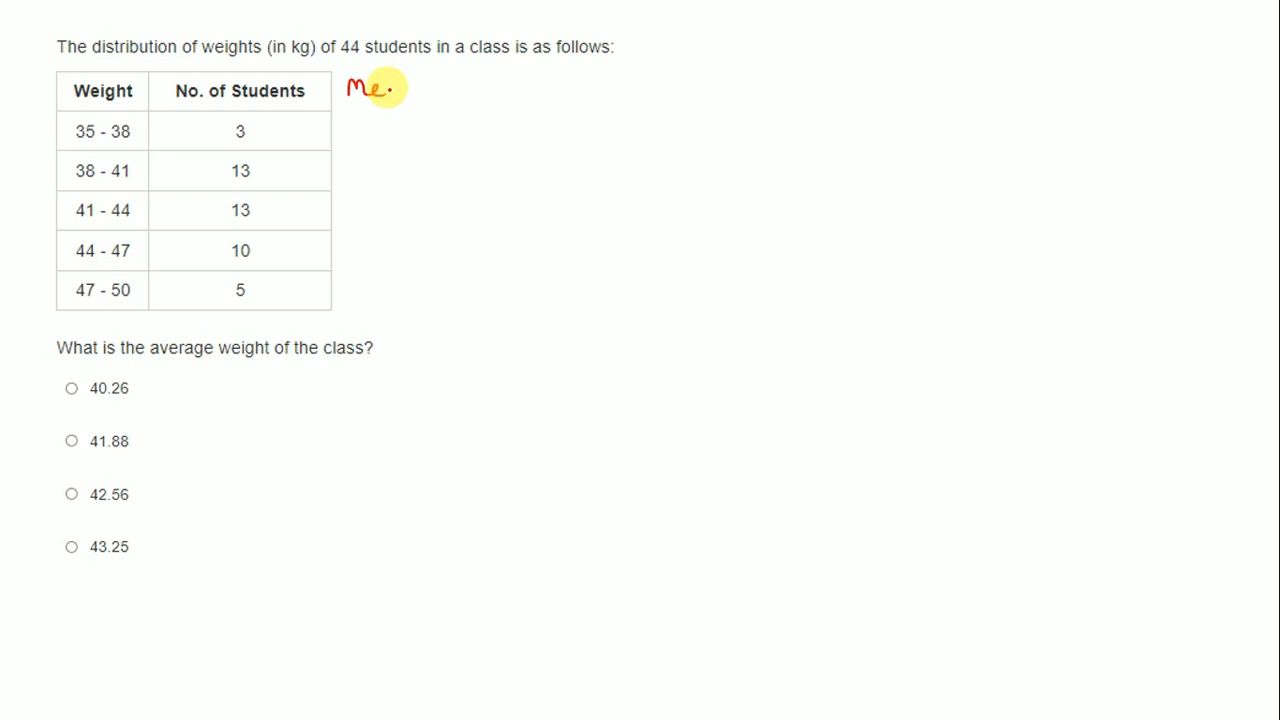 The distribution of weights (in kg) of 44 students in a class is as follows:
Weight No. of Students Me.
35 - 38 3
38 - 41 13
41 - 44 13
44 - 47 10
47 - 50 5
What is the average weight of the class?
40.26
41.88
42.56
43.25